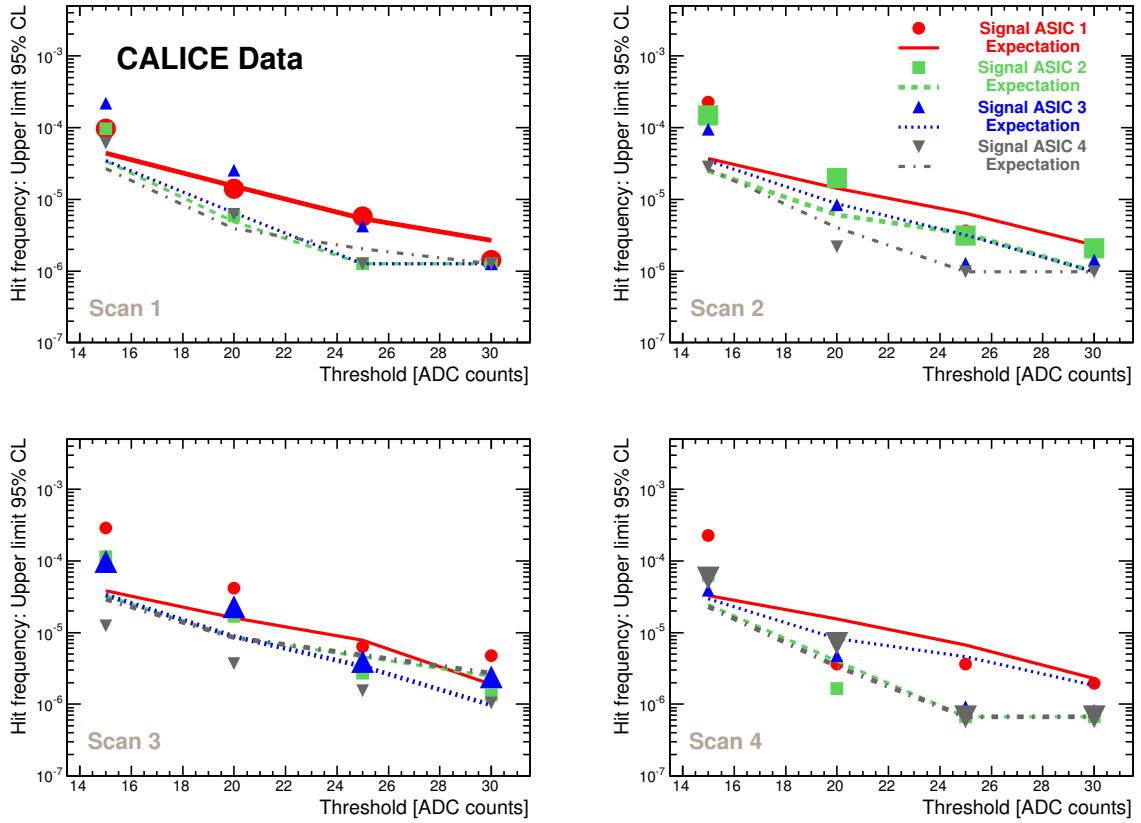 CALICE Data
Hit frequency: Upper limit 95% CL
10^-3
10^-4
10^-5
10^-6
10^-7
Scan 1
14 16 18 20 22 24 26 28 30
Threshold [ADC counts]
Signal ASIC 1
Expectation
Signal ASIC 2
Expectation
Signal ASIC 3
Expectation
Signal ASIC 4
Expectation
Hit frequency: Upper limit 95% CL
10^-3
10^-4
10^-5
10^-6
10^-7
Scan 2
14 16 18 20 22 24 26 28 30
Threshold [ADC counts]
Hit frequency: Upper limit 95% CL
10^-3
10^-4
10^-5
10^-6
10^-7
Scan 3
14 16 18 20 22 24 26 28 30
Threshold [ADC counts]
Hit frequency: Upper limit 95% CL
10^-3
10^-4
10^-5
10^-6
10^-7
Scan 4
14 16 18 20 22 24 26 28 30
Threshold [ADC counts]